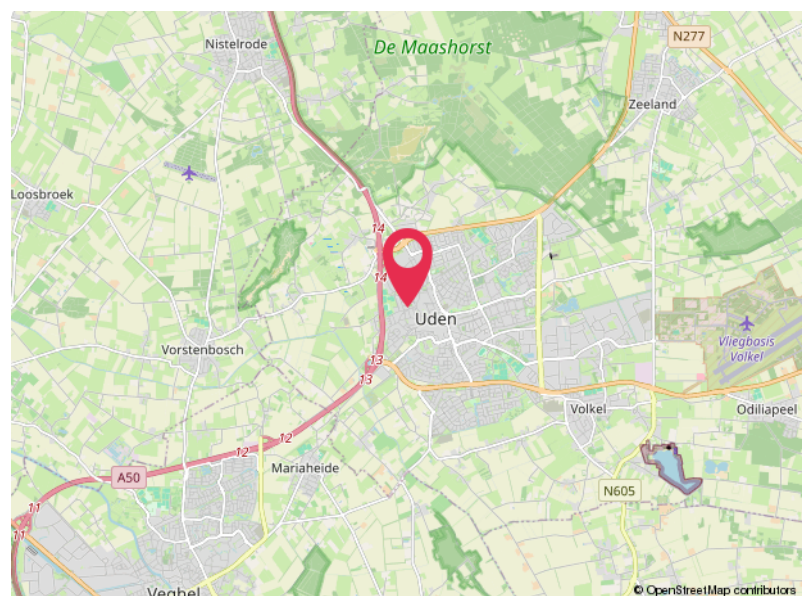 Nistelrode
De Maashorst
N277
Zeeland
Loosbroek
14
14
Uden
Vliegbasis
Volkel
Vorstenbosch
13
13
Volkel
Odiliapeel
12
12
Mariaheide
A50
N605
11
11
Veghel
© OpenStreetMap contributors